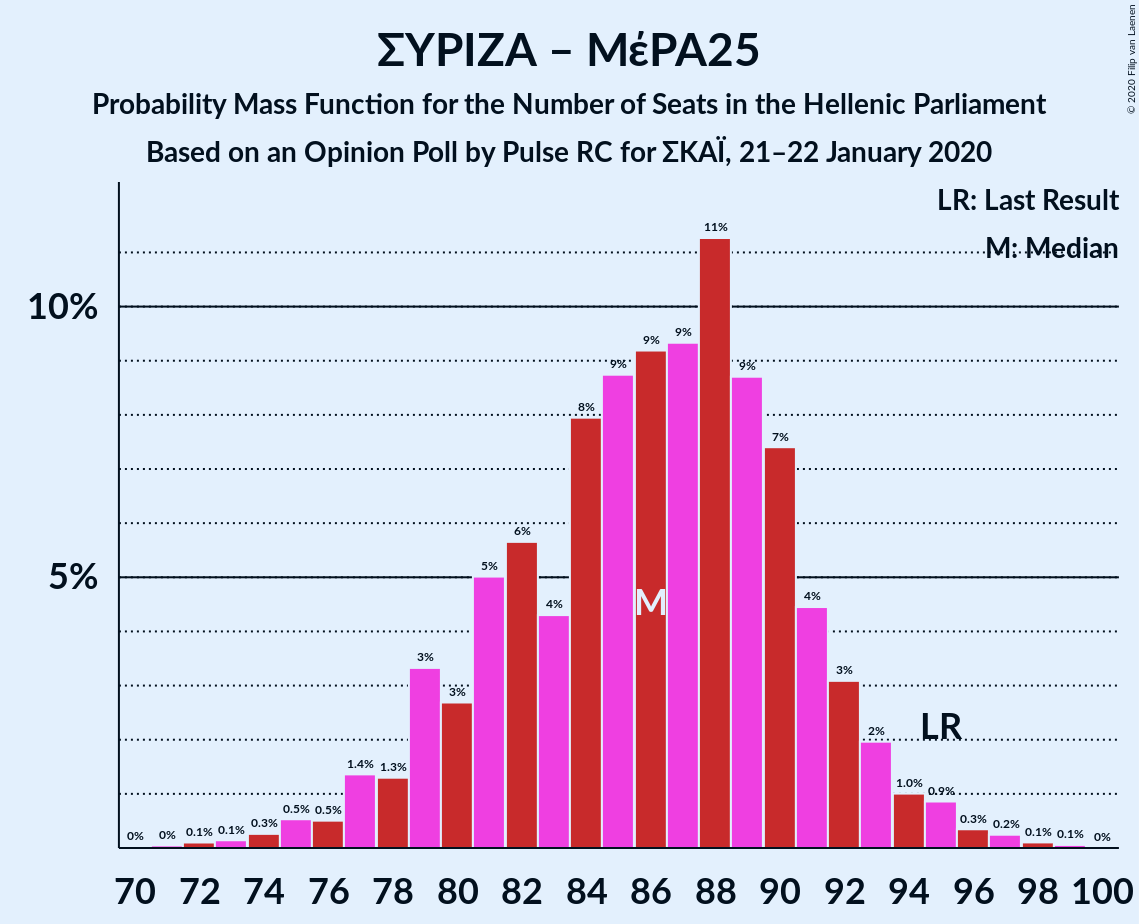 ΣΥΡΙΖΑ – ΜέΡΑ25
Probability Mass Function for the Number of Seats in the Hellenic Parliament
Based on an Opinion Poll by Pulse RC for ΣΚΑΪ, 21–22 January 2020
© 2020 Filip van Laenen
LR: Last Result
M: Median
10%
5%
0% 0% 0.1% 0.1% 0.3% 0.5% 0.5% 1.4% 1.3% 3% 3% 5% 6% 4% 8% 9% 9% 9% 11% 9% 7% 4% 3% 2% 1.0% 0.9% 0.3% 0.2% 0.1% 0.1% 0%
M
LR
70 72 74 76 78 80 82 84 86 88 90 92 94 96 98 100